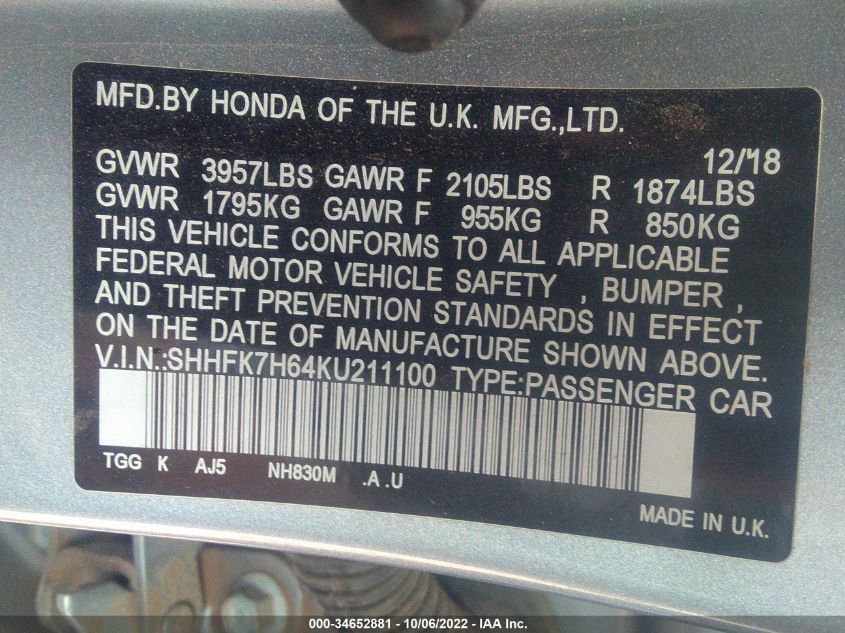 MFD.BY HONDA OF THE U.K. MFG.,LTD.
12/18
GVWR 3957LBS GAWR F 2105LBS R 1874LBS
GVWR 1795KG GAWR F 955KG R 850KG
THIS VEHICLE CONFORMS TO ALL APPLICABLE
FEDERAL MOTOR VEHICLE SAFETY , BUMPER ,
AND THEFT PREVENTION STANDARDS IN EFFECT
ON THE DATE OF MANUFACTURE SHOWN ABOVE.
V.I.N.:SHHFK7H64KU211100 TYPE:PASSENGER CAR
TGG K AJ5 NH830M .A .U
MADE IN U.K.
000-34652881 - 10/06/2022 - IAA Inc.